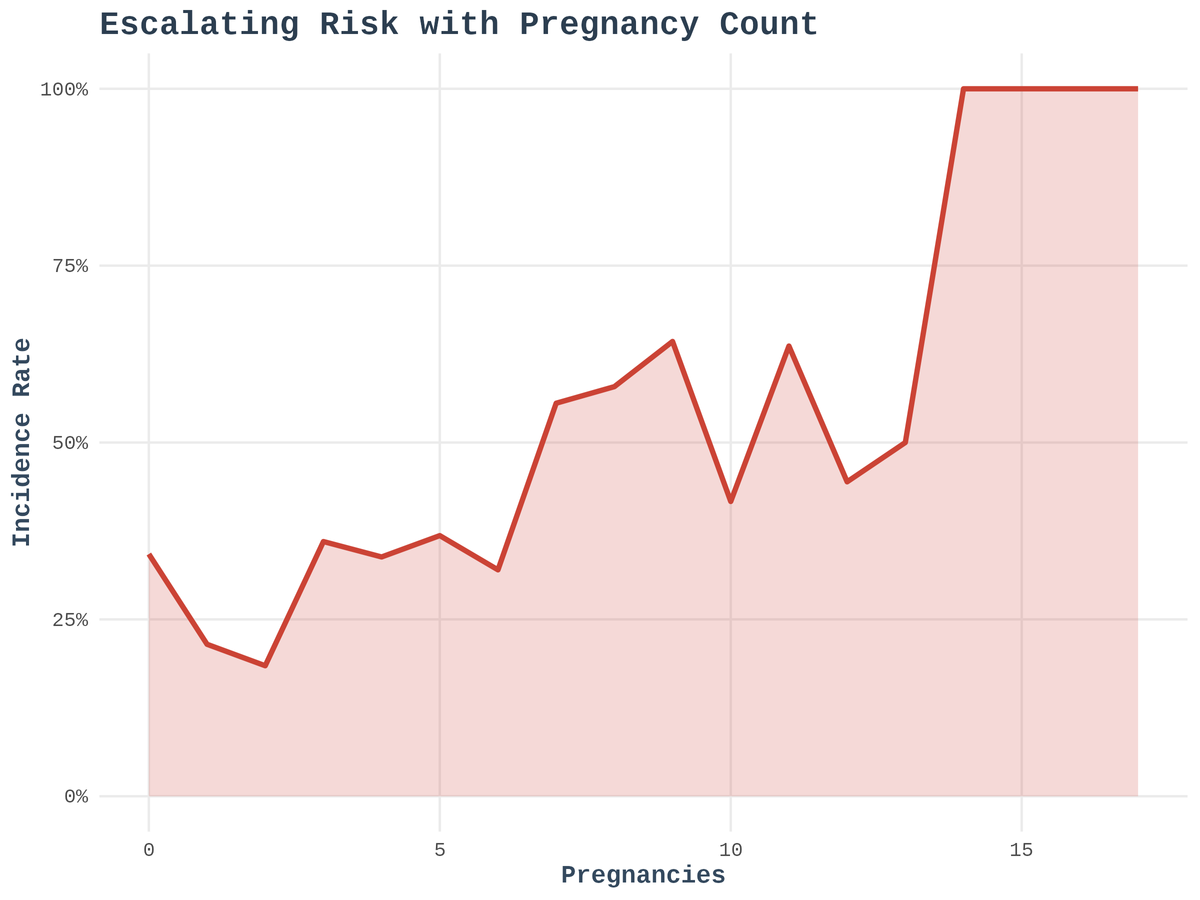 Escalating Risk with Pregnancy Count
Incidence Rate
100%
75%
50%
25%
0%
0 5 10 15
Pregnancies